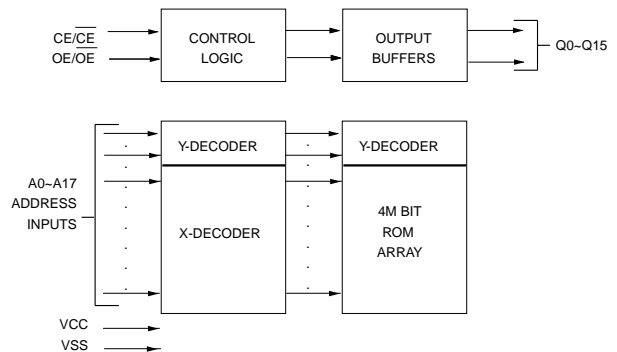 CE/CE
OE/OE
CONTROL
LOGIC
OUTPUT
BUFFERS
Q0~Q15
A0~A17
ADDRESS
INPUTS
Y-DECODER
X-DECODER
Y-DECODER
4M BIT
ROM
ARRAY
VCC
VSS